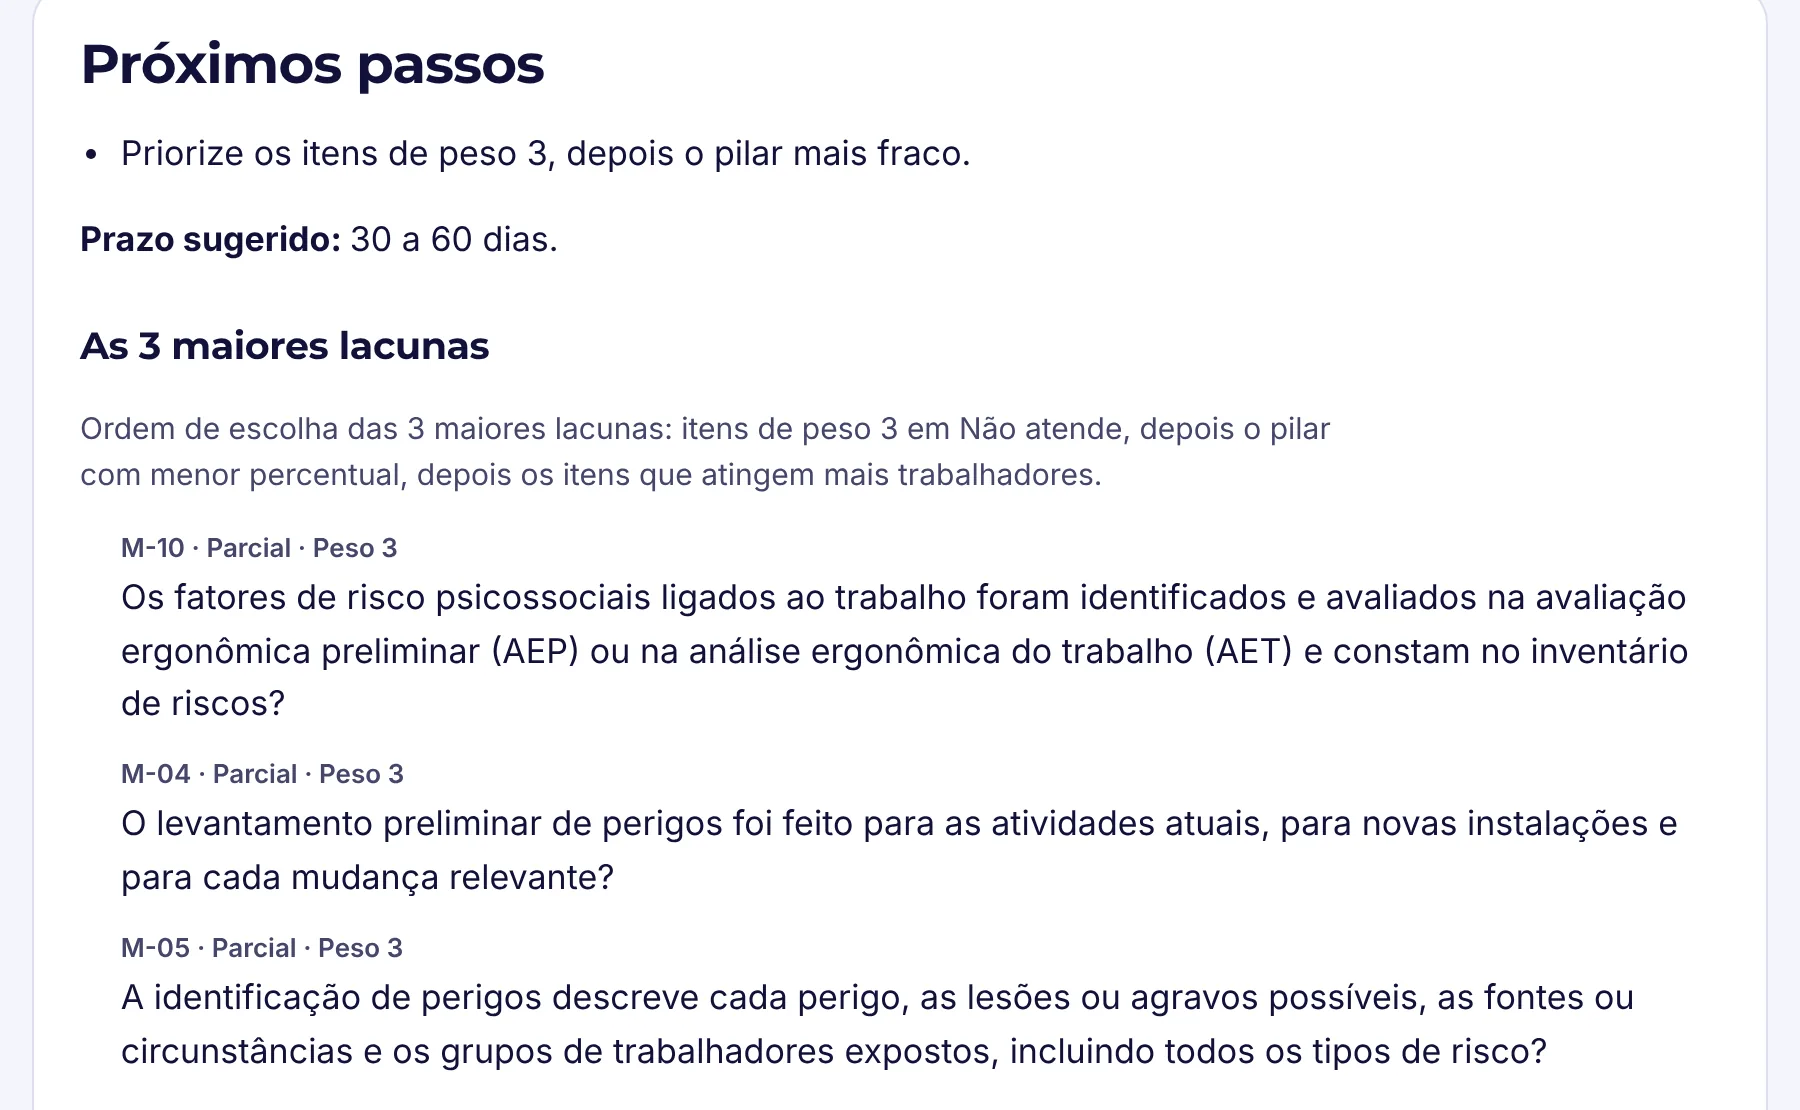 Próximos passos
• Priorize os itens de peso 3, depois o pilar mais fraco.
Prazo sugerido: 30 a 60 dias.
As 3 maiores lacunas
Ordem de escolha das 3 maiores lacunas: itens de peso 3 em Não atende, depois o pilar
com menor percentual, depois os itens que atingem mais trabalhadores.
M-10 · Parcial · Peso 3
Os fatores de risco psicossociais ligados ao trabalho foram identificados e avaliados na avaliação
ergonômica preliminar (AEP) ou na análise ergonômica do trabalho (AET) e constam no inventário
de riscos?
M-04 · Parcial · Peso 3
O levantamento preliminar de perigos foi feito para as atividades atuais, para novas instalações e
para cada mudança relevante?
M-05 · Parcial · Peso 3
A identificação de perigos descreve cada perigo, as lesões ou agravos possíveis, as fontes ou
circunstâncias e os grupos de trabalhadores expostos, incluindo todos os tipos de risco?